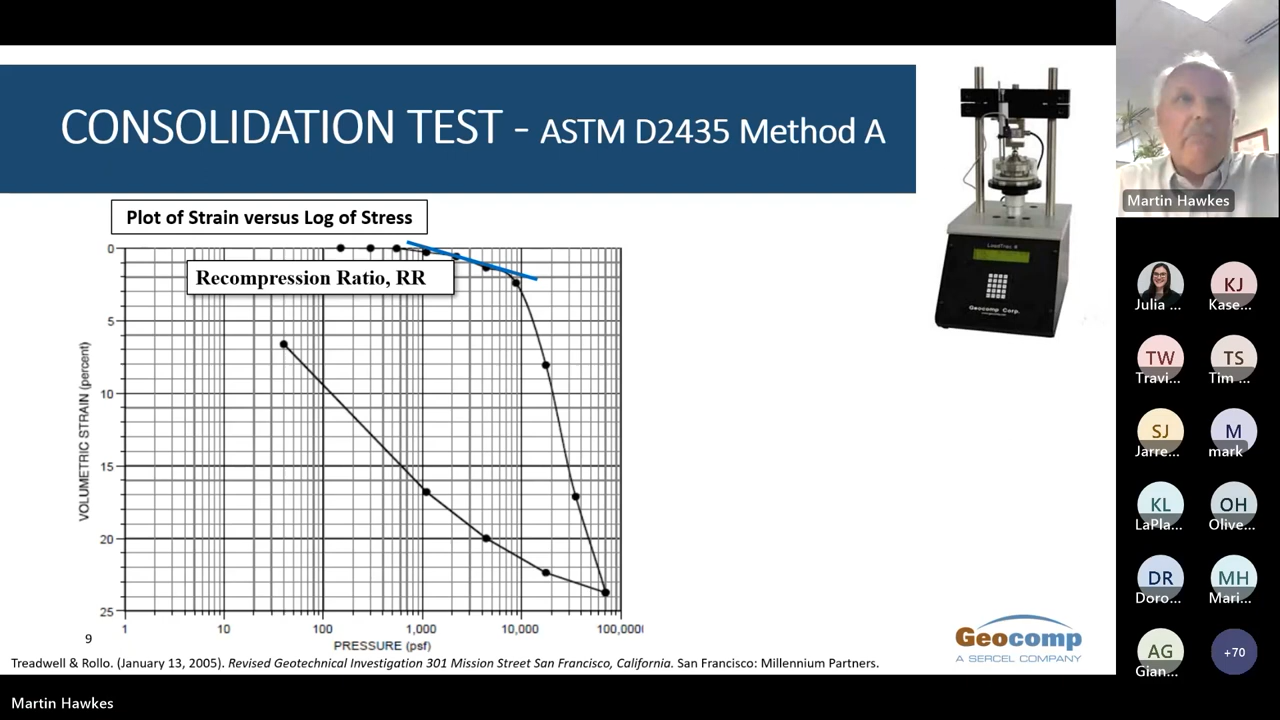 CONSOLIDATION TEST - ASTM D2435 Method A
Plot of Strain versus Log of Stress
Recompression Ratio, RR
0
5
10
15
20
25
VOLUMETRIC STRAIN (percent)
1
10
100
1,000
10,000
100,000
PRESSURE (psf)
9
Treadwell & Rollo. (January 13, 2005). Revised Geotechnical Investigation 301 Mission Street San Francisco, California. San Francisco: Millennium Partners.
Geocomp Corp.
Geocomp
A SERCEL COMPANY
Martin Hawkes
Julia ...
KJ
Kase...
TW
Travi...
TS
Tim ...
SJ
Jarre...
M
mark
KL
LaPla...
OH
Olive...
DR
Doro...
MH
Mari...
AG
Gian...
+70
Martin Hawkes